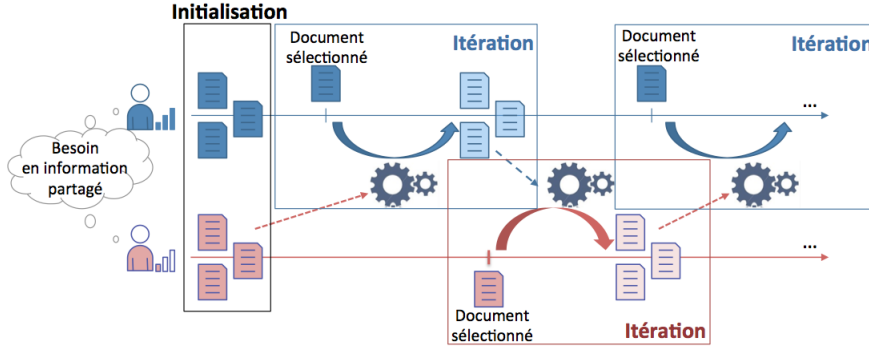 Initialisation
Document
sélectionné
Itération
Document
sélectionné
Itération
...
Besoin
en information
partagé
...
Document
sélectionné
Itération